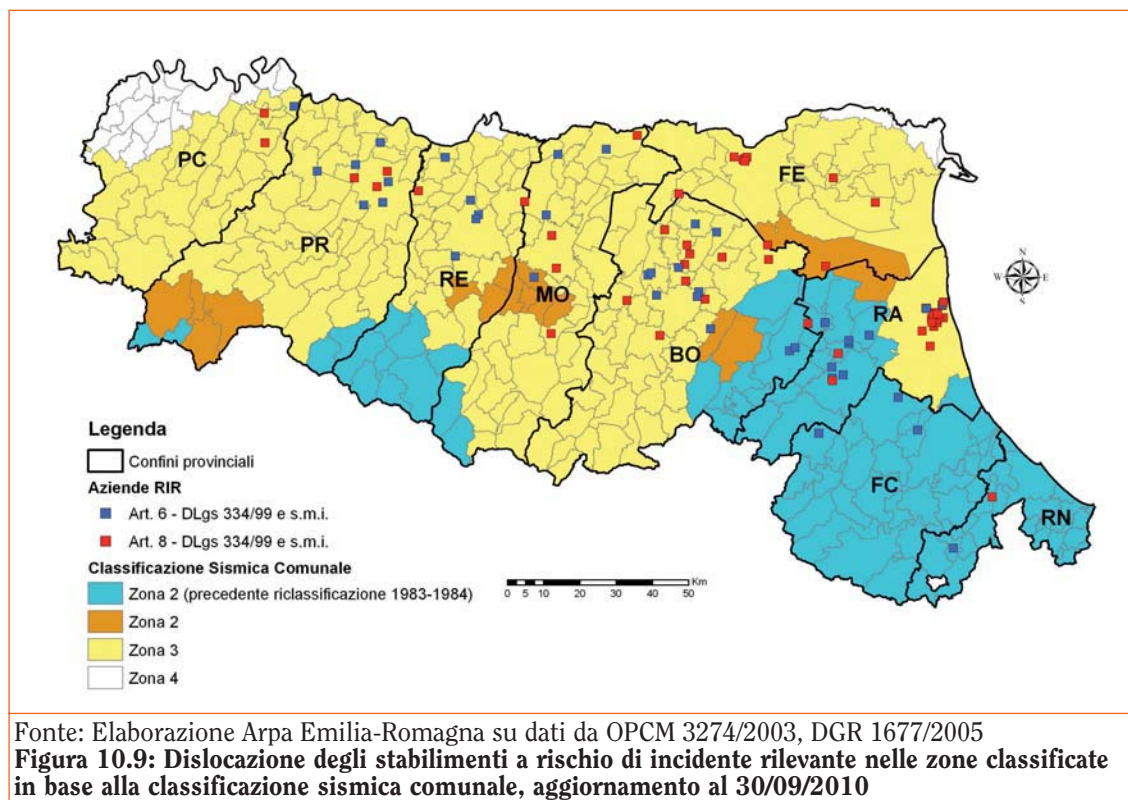 PC
PR
RE
MO
FE
BO
RA
FC
RN
N
W
E
S
Legenda
Confini provinciali
Aziende RIR
Art. 6 - DLgs 334/99 e s.m.i.
Art. 8 - DLgs 334/99 e s.m.i.
Classificazione Sismica Comunale
Zona 2 (precedente riclassificazione 1983-1984)
Zona 2
Zona 3
Zona 4
Km
0 5 10 20 30 40 50
Fonte: Elaborazione Arpa Emilia-Romagna su dati da OPCM 3274/2003, DGR 1677/2005
Figura 10.9: Dislocazione degli stabilimenti a rischio di incidente rilevante nelle zone classificate
in base alla classificazione sismica comunale, aggiornamento al 30/09/2010